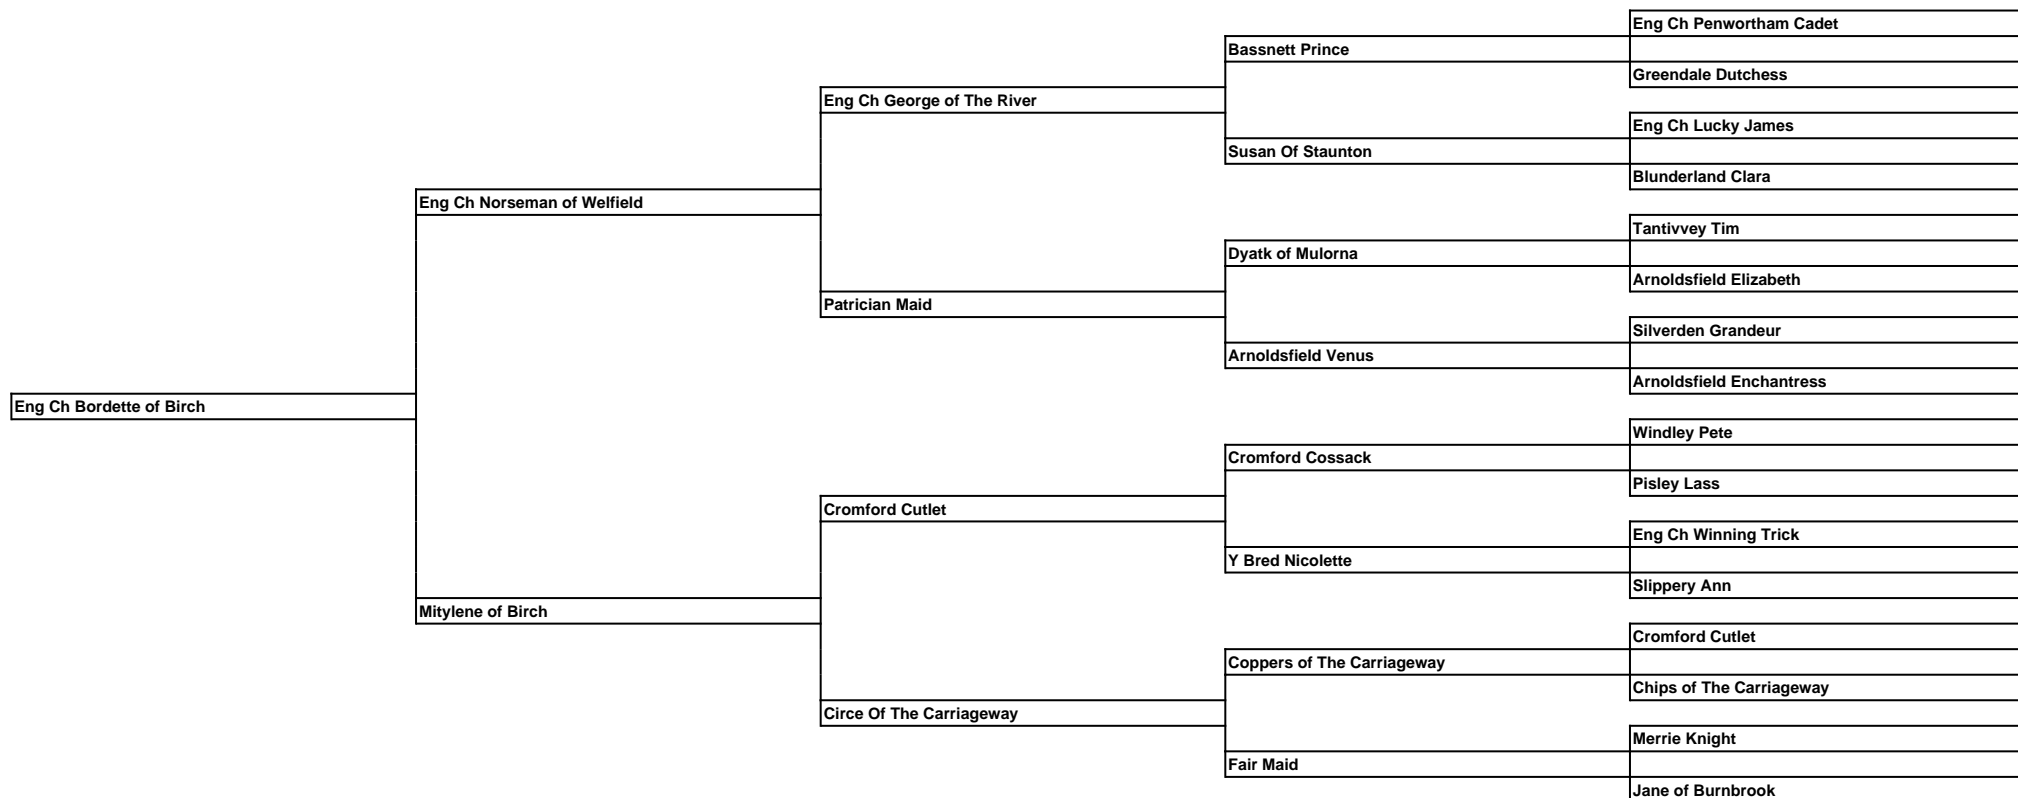 Eng Ch Penwortham Cadet
Bassnett Prince
Greendale Dutchess
Eng Ch George of The River
Eng Ch Lucky James
Susan Of Staunton
Blunderland Clara
Eng Ch Norseman of Welfield
Tantivvey Tim
Dyatk of Mulorna
Arnoldsfield Elizabeth
Patrician Maid
Silverden Grandeur
Arnoldsfield Venus
Arnoldsfield Enchantress
Eng Ch Bordette of Birch
Windley Pete
Cromford Cossack
Pisley Lass
Cromford Cutlet
Eng Ch Winning Trick
Y Bred Nicolette
Slippery Ann
Mitylene of Birch
Cromford Cutlet
Coppers of The Carriageway
Chips of The Carriageway
Circe Of The Carriageway
Merrie Knight
Fair Maid
Jane of Burnbrook